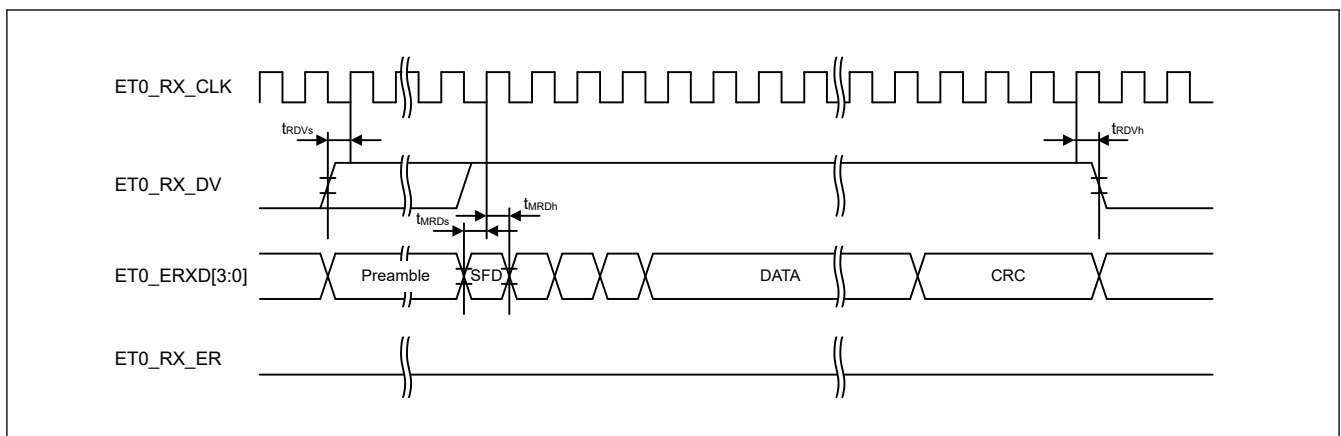 ET0_RX_CLK
tRDVs
tRDVh
ET0_RX_DV
tMRDs
tMRDh
ET0_ERXD[3:0]
Preamble
SFD
DATA
CRC
ET0_RX_ER